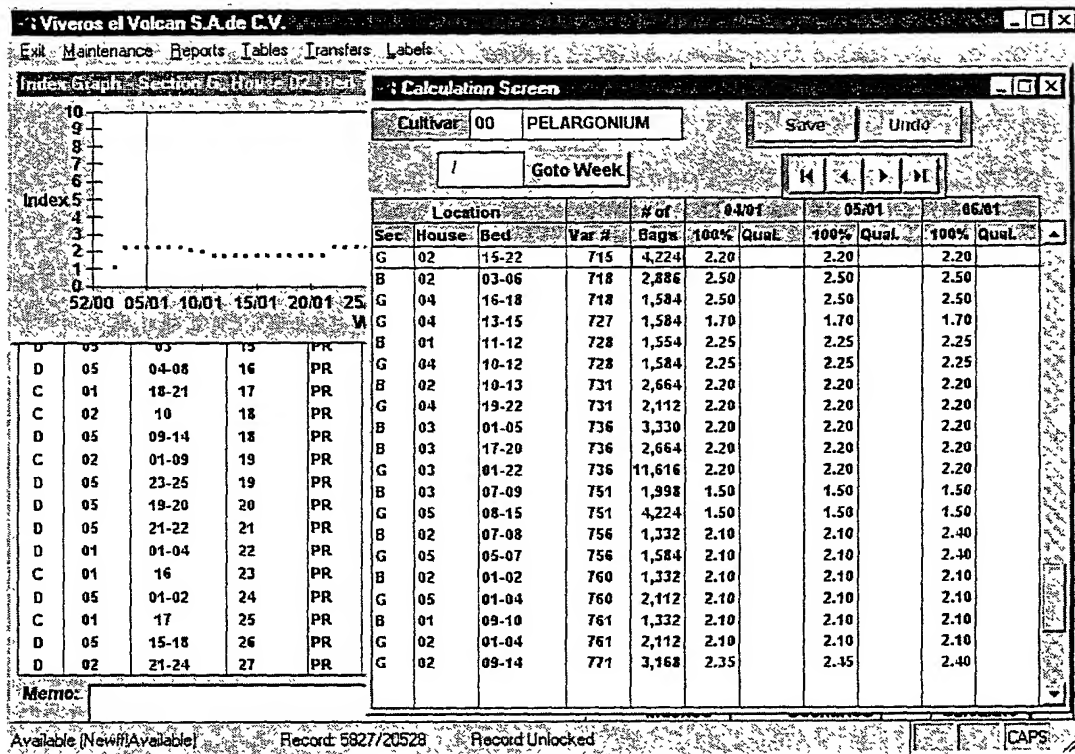 Viveros el Volcan S.A.de C.V.
Exit Maintenance Reports Tables Transfers Labels
Index Graph - Section G, House 02, Bed
10
9
8
7
6
Index 5
4
3
2
1
0
52/00 05/01 10/01 15/01 20/01 25
D 05 03 15 PR
D 05 04-08 16 PR
C 01 18-21 17 PR
C 02 10 18 PR
D 05 09-14 18 PR
C 02 01-09 19 PR
D 05 23-25 19 PR
D 05 19-20 20 PR
D 05 21-22 21 PR
D 01 01-04 22 PR
C 01 16 23 PR
D 05 01-02 24 PR
C 01 17 25 PR
D 05 15-18 26 PR
D 02 21-24 27 PR
Memo:
Calculation Screen
Cultivar 00 PELARGONIUM Save Undo
/ Goto Week
Location # of 04/01 05/01 06/01
Sec. House Bed Var # Bags 100% Qual. 100% Qual. 100% Qual.
G 02 15-22 715 4,224 2.20 2.20 2.20
B 02 03-06 718 2,886 2.50 2.50 2.50
G 04 16-18 718 1,584 2.50 2.50 2.50
G 04 13-15 727 1,584 1.70 1.70 1.70
B 01 11-12 728 1,554 2.25 2.25 2.25
G 04 10-12 728 1,584 2.25 2.25 2.25
B 02 10-13 731 2,664 2.20 2.20 2.20
G 04 19-22 731 2,112 2.20 2.20 2.20
B 03 01-05 736 3,330 2.20 2.20 2.20
B 03 17-20 736 2,664 2.20 2.20 2.20
G 03 01-22 736 11,616 2.20 2.20 2.20
B 03 07-09 751 1,998 1.50 1.50 1.50
G 05 08-15 751 4,224 1.50 1.50 1.50
B 02 07-08 756 1,332 2.10 2.10 2.40
G 05 05-07 756 1,584 2.10 2.10 2.40
B 02 01-02 760 1,332 2.10 2.10 2.10
G 05 01-04 760 2,112 2.10 2.10 2.10
B 01 09-10 761 1,332 2.10 2.10 2.10
G 02 01-04 761 2,112 2.10 2.10 2.10
G 02 09-14 771 3,168 2.35 2.45 2.40
Available Record: 5827/20528 Record Unlocked CAPS